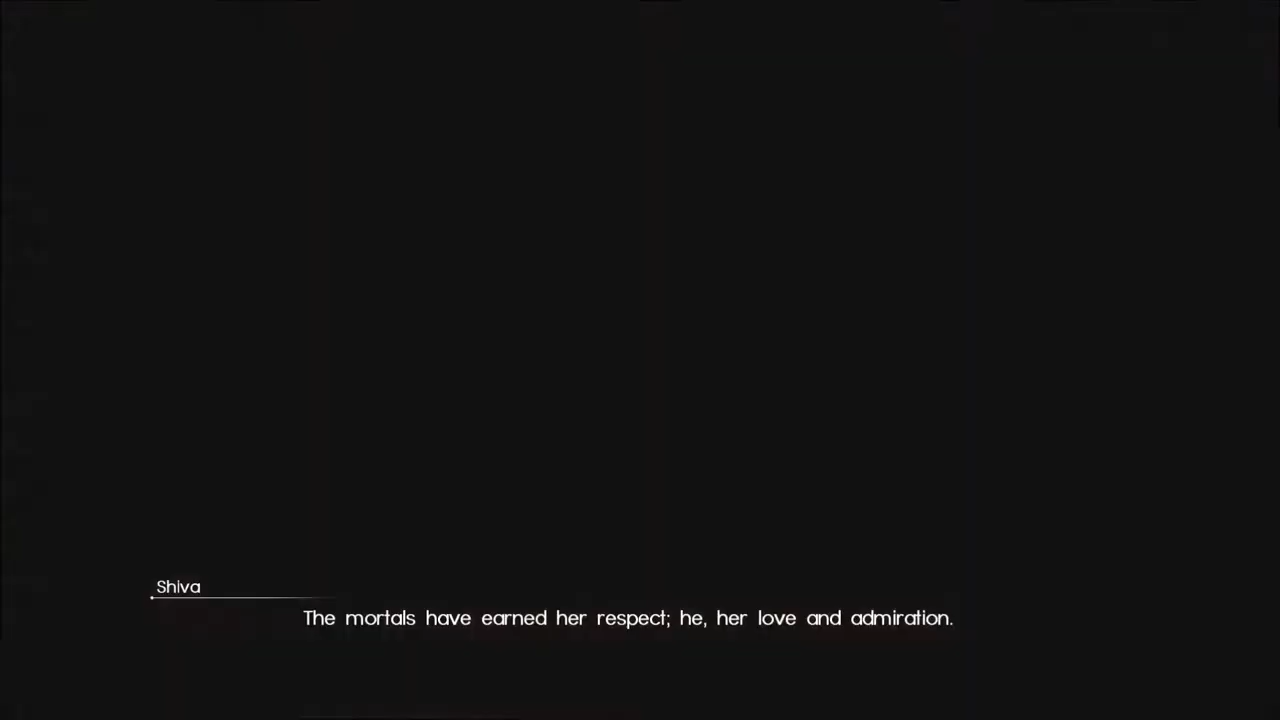 Shiva
The mortals have earned her respect; he, her love and admiration.